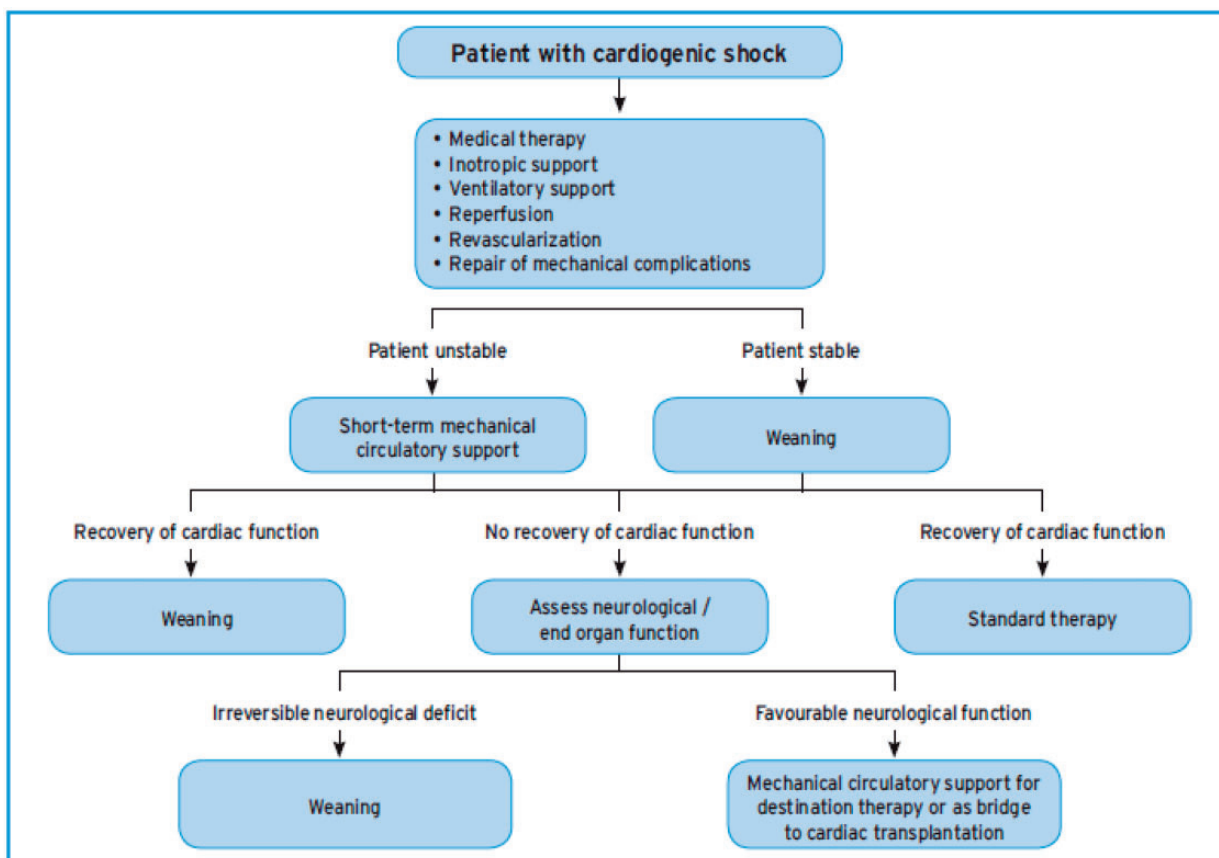 Patient with cardiogenic shock
• Medical therapy
• Inotropic support
• Ventilatory support
• Reperfusion
• Revascularization
• Repair of mechanical complications
Patient unstable
Patient stable
Short-term mechanical
circulatory support
Weaning
Recovery of cardiac function
No recovery of cardiac function
Recovery of cardiac function
Weaning
Assess neurological /
end organ function
Standard therapy
Irreversible neurological deficit
Favourable neurological function
Weaning
Mechanical circulatory support for
destination therapy or as bridge
to cardiac transplantation